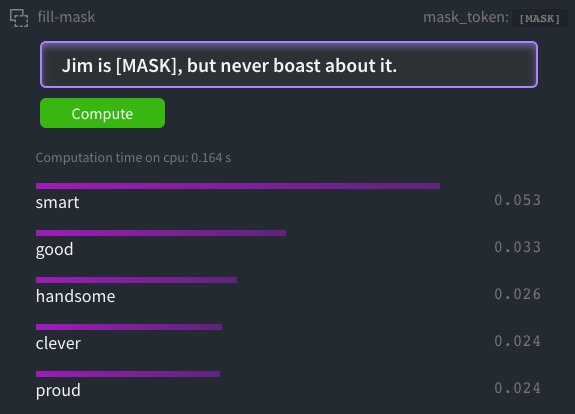 fill-mask mask_token: [MASK]
Jim is [MASK], but never boast about it.
Compute
Computation time on cpu: 0.164 s
smart 0.053
good 0.033
handsome 0.026
clever 0.024
proud 0.024